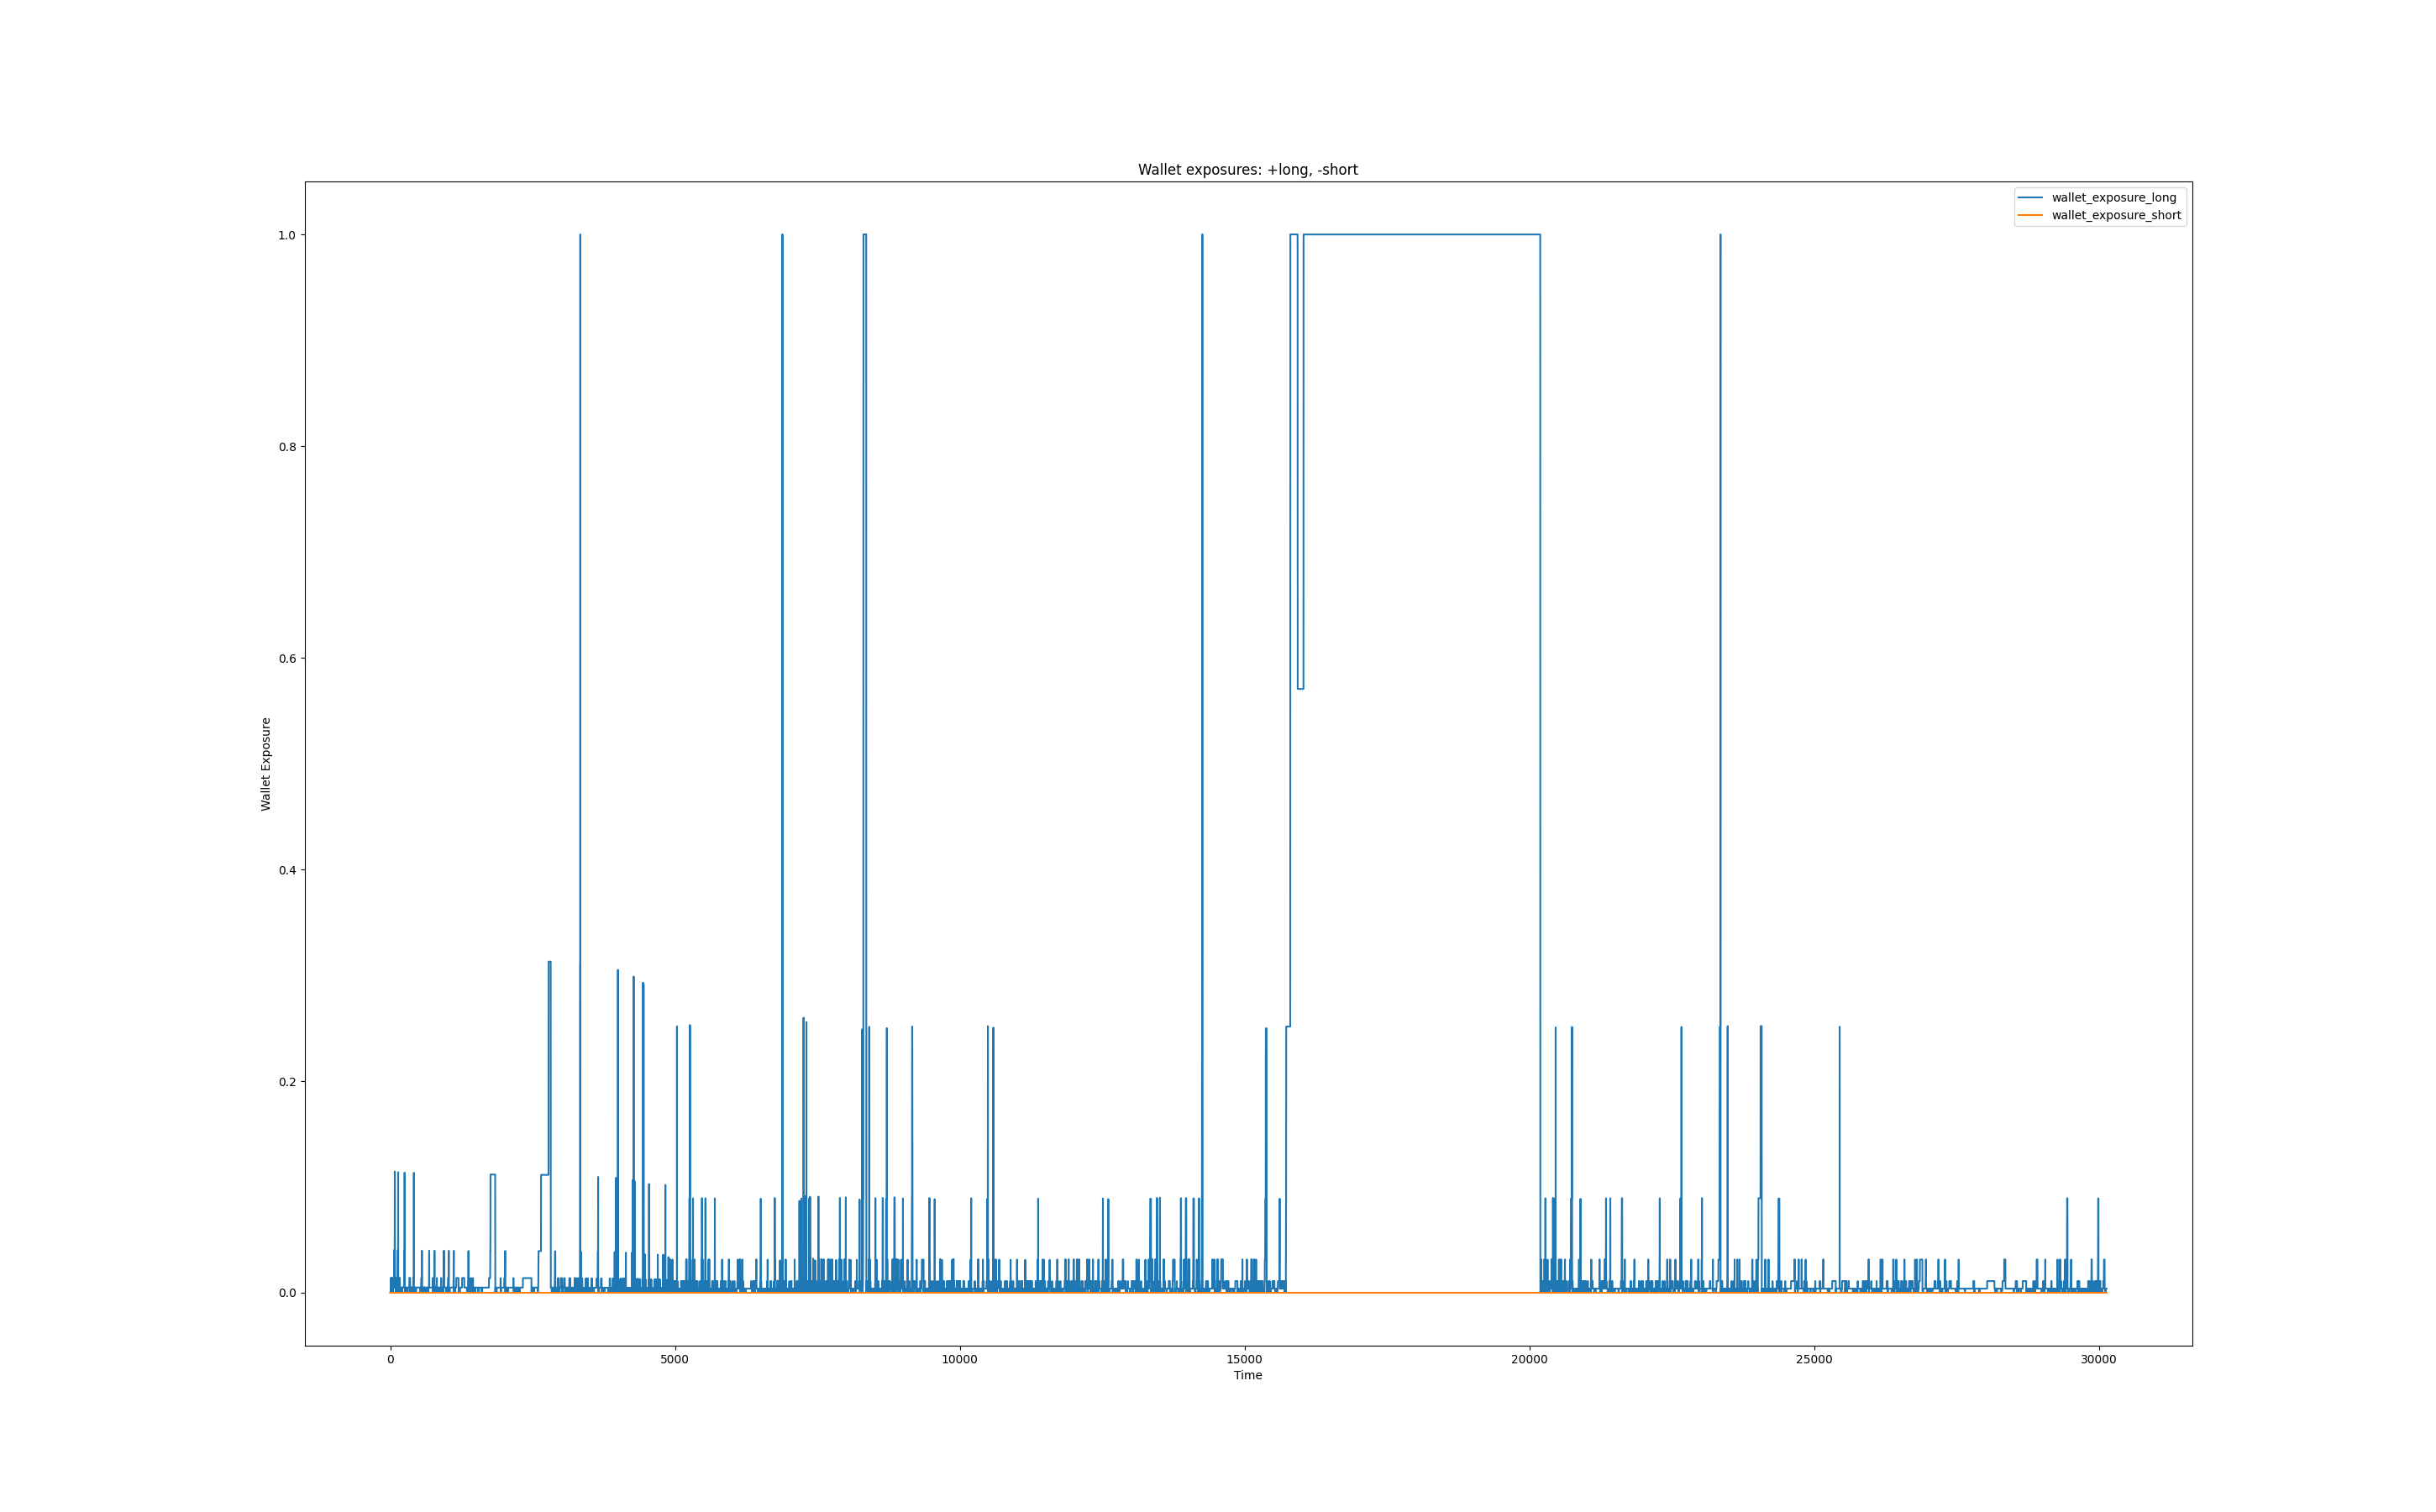 Wallet exposures: +long, -short
wallet_exposure_long
wallet_exposure_short
1.0
0.8
0.6
0.4
0.2
0.0
Wallet Exposure
0 5000 10000 15000 20000 25000 30000
Time